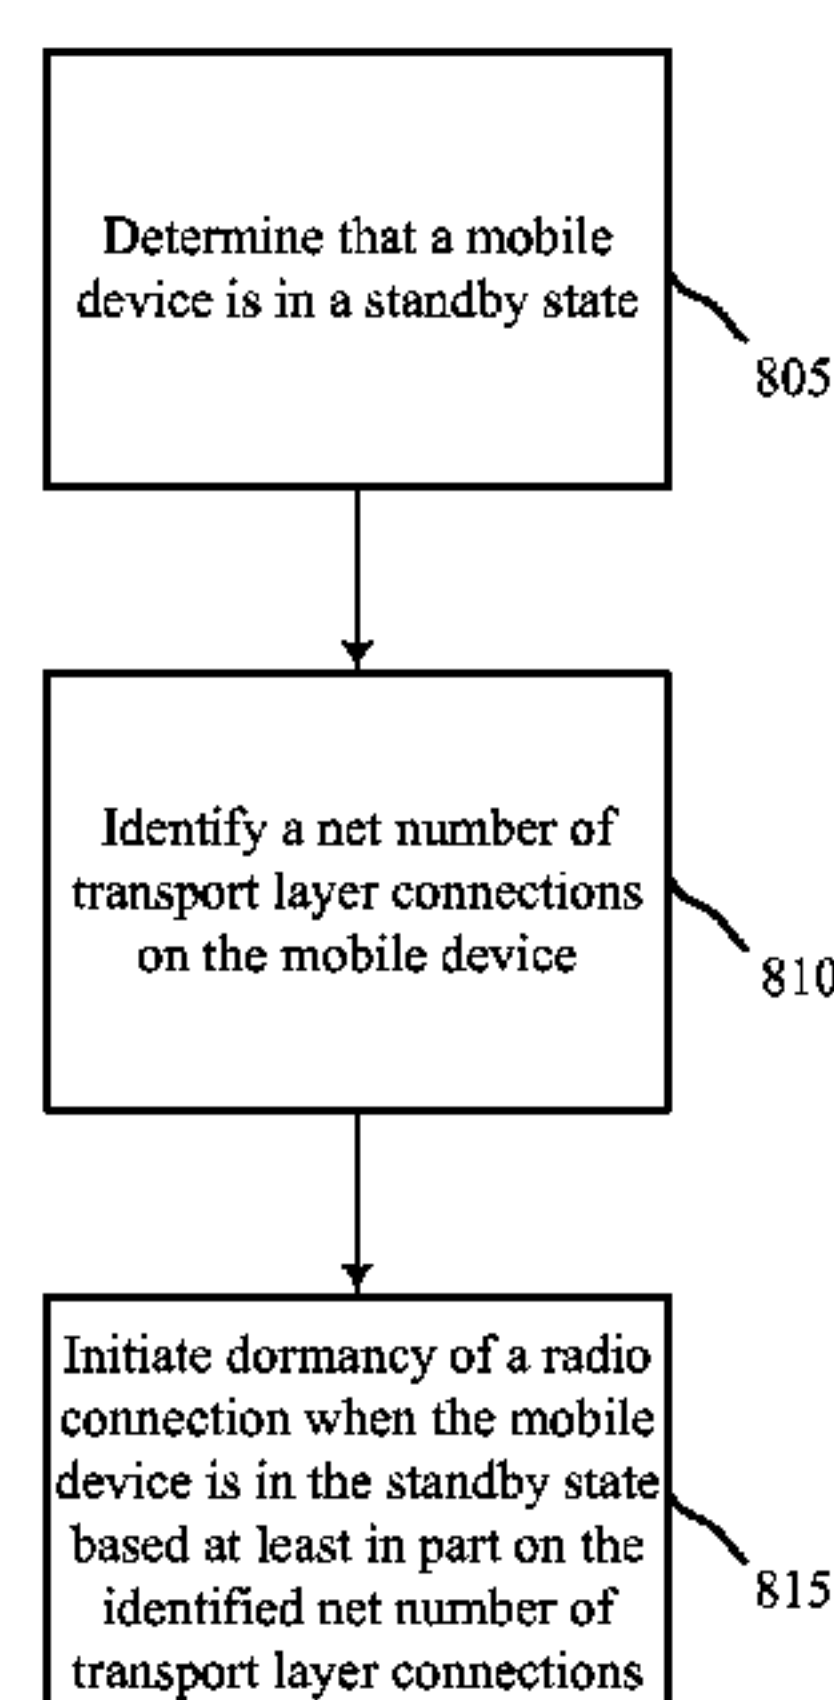 Determine that a mobile
device is in a standby state
805
Identify a net number of
transport layer connections
on the mobile device
810
Initiate dormancy of a radio
connection when the mobile
device is in the standby state
based at least in part on the
identified net number of
transport layer connections
815